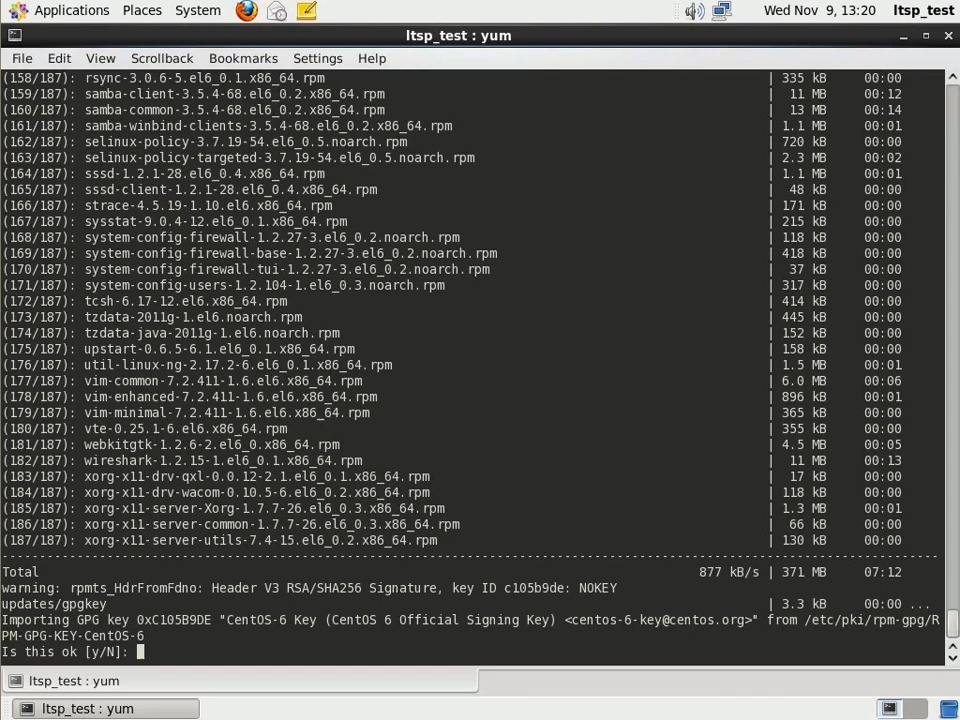 Applications Places System Wed Nov 9, 13:20 ltsp_test
ltsp_test : yum
File Edit View Scrollback Bookmarks Settings Help
(158/187): rsync-3.0.6-5.el6_0.1.x86_64.rpm | 335 kB 00:00
(159/187): samba-client-3.5.4-68.el6_0.2.x86_64.rpm | 11 MB 00:12
(160/187): samba-common-3.5.4-68.el6_0.2.x86_64.rpm | 13 MB 00:14
(161/187): samba-winbind-clients-3.5.4-68.el6_0.2.x86_64.rpm | 1.1 MB 00:01
(162/187): selinux-policy-3.7.19-54.el6_0.5.noarch.rpm | 720 kB 00:00
(163/187): selinux-policy-targeted-3.7.19-54.el6_0.5.noarch.rpm | 2.3 MB 00:02
(164/187): sssd-1.2.1-28.el6_0.4.x86_64.rpm | 1.1 MB 00:01
(165/187): sssd-client-1.2.1-28.el6_0.4.x86_64.rpm | 48 kB 00:00
(166/187): strace-4.5.19-1.10.el6.x86_64.rpm | 171 kB 00:00
(167/187): sysstat-9.0.4-12.el6_0.1.x86_64.rpm | 215 kB 00:00
(168/187): system-config-firewall-1.2.27-3.el6_0.2.noarch.rpm | 118 kB 00:00
(169/187): system-config-firewall-base-1.2.27-3.el6_0.2.noarch.rpm | 418 kB 00:00
(170/187): system-config-firewall-tui-1.2.27-3.el6_0.2.noarch.rpm | 37 kB 00:00
(171/187): system-config-users-1.2.104-1.el6_0.3.noarch.rpm | 317 kB 00:00
(172/187): tcsh-6.17-12.el6.x86_64.rpm | 414 kB 00:00
(173/187): tzdata-2011g-1.el6.noarch.rpm | 445 kB 00:00
(174/187): tzdata-java-2011g-1.el6.noarch.rpm | 152 kB 00:00
(175/187): upstart-0.6.5-6.1.el6_0.1.x86_64.rpm | 158 kB 00:00
(176/187): util-linux-ng-2.17.2-6.el6_0.1.x86_64.rpm | 1.5 MB 00:01
(177/187): vim-common-7.2.411-1.6.el6.x86_64.rpm | 6.0 MB 00:06
(178/187): vim-enhanced-7.2.411-1.6.el6.x86_64.rpm | 896 kB 00:01
(179/187): vim-minimal-7.2.411-1.6.el6.x86_64.rpm | 365 kB 00:00
(180/187): vte-0.25.1-6.el6.x86_64.rpm | 355 kB 00:00
(181/187): webkitgtk-1.2.6-2.el6_0.x86_64.rpm | 4.5 MB 00:05
(182/187): wireshark-1.2.15-1.el6_0.1.x86_64.rpm | 11 MB 00:13
(183/187): xorg-x11-drv-qxl-0.0.12-2.1.el6_0.1.x86_64.rpm | 17 kB 00:00
(184/187): xorg-x11-drv-wacom-0.10.5-6.el6_0.2.x86_64.rpm | 118 kB 00:00
(185/187): xorg-x11-server-Xorg-1.7.7-26.el6_0.3.x86_64.rpm | 1.3 MB 00:01
(186/187): xorg-x11-server-common-1.7.7-26.el6_0.3.x86_64.rpm | 66 kB 00:00
(187/187): xorg-x11-server-utils-7.4-15.el6_0.2.x86_64.rpm | 130 kB 00:00
--------------------------------------------------------------------------------
Total 877 kB/s | 371 MB 07:12
warning: rpmts_HdrFromFdno: Header V3 RSA/SHA256 Signature, key ID c105b9de: NOKEY
updates/gpgkey | 3.3 kB 00:00 ...
Importing GPG key 0xC105B9DE "CentOS-6 Key (CentOS 6 Official Signing Key) <centos-6-key@centos.org>" from /etc/pki/rpm-gpg/R
PM-GPG-KEY-CentOS-6
Is this ok [y/N]:
ltsp_test : yum
ltsp_test : yum